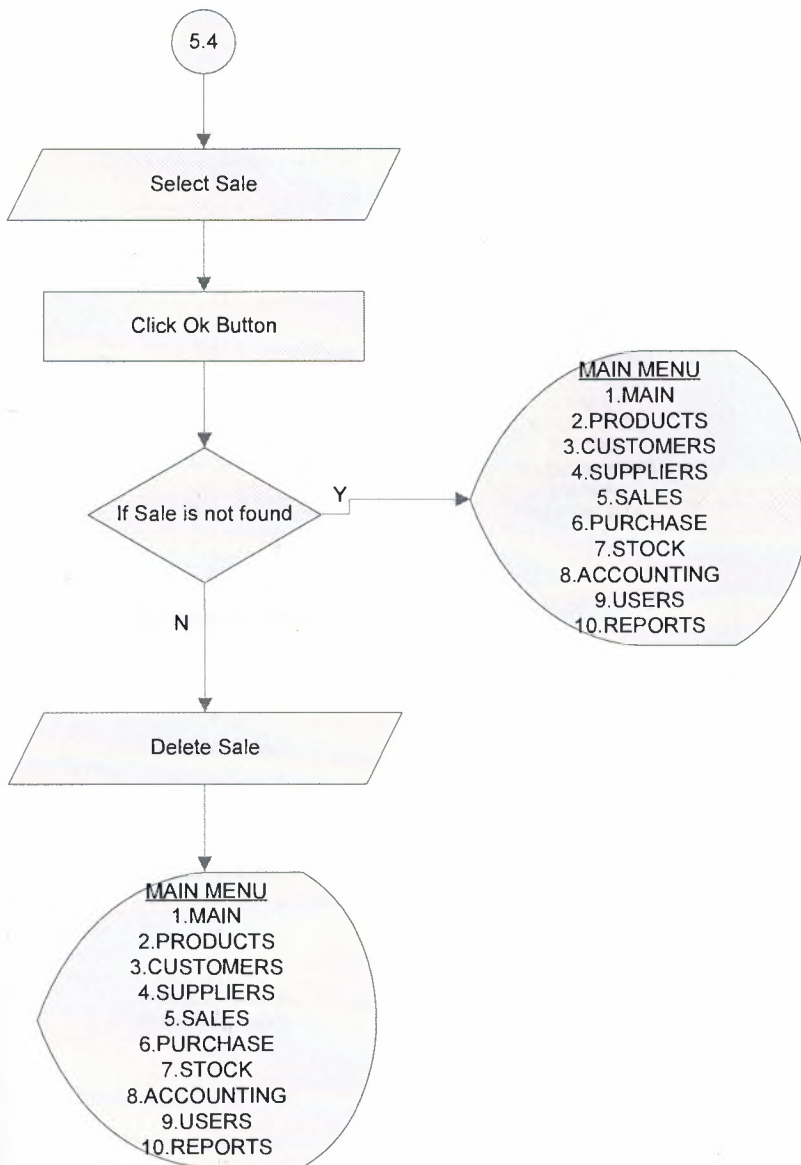 5.4
Select Sale
Click Ok Button
If Sale is not found
Y
MAIN MENU
1.MAIN
2.PRODUCTS
3.CUSTOMERS
4.SUPPLIERS
5.SALES
6.PURCHASE
7.STOCK
8.ACCOUNTING
9.USERS
10.REPORTS
N
Delete Sale
MAIN MENU
1.MAIN
2.PRODUCTS
3.CUSTOMERS
4.SUPPLIERS
5.SALES
6.PURCHASE
7.STOCK
8.ACCOUNTING
9.USERS
10.REPORTS